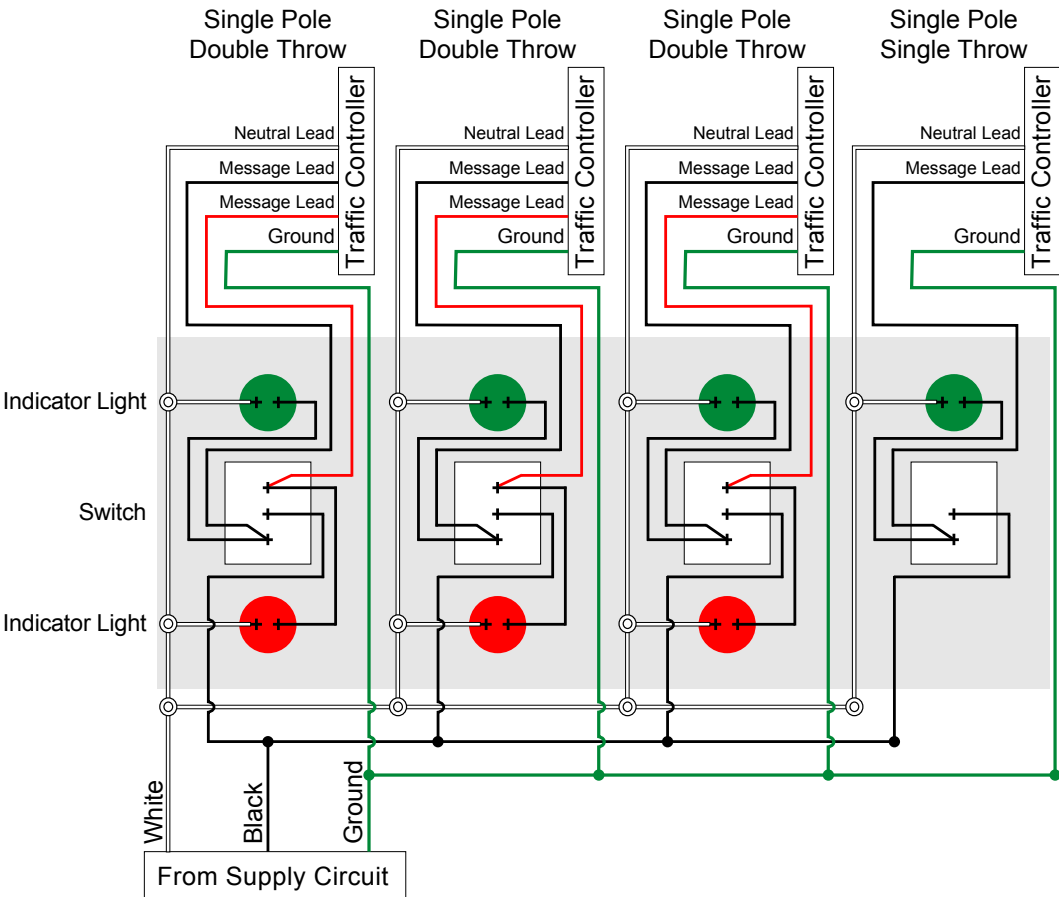 Single Pole
Double Throw
Single Pole
Double Throw
Single Pole
Double Throw
Single Pole
Single Throw
Neutral Lead
Message Lead
Message Lead
Ground
Traffic Controller
Neutral Lead
Message Lead
Message Lead
Ground
Traffic Controller
Neutral Lead
Message Lead
Message Lead
Ground
Traffic Controller
Neutral Lead
Message Lead
Ground
Traffic Controller
Indicator Light
Switch
Indicator Light
White
Black
Ground
From Supply Circuit